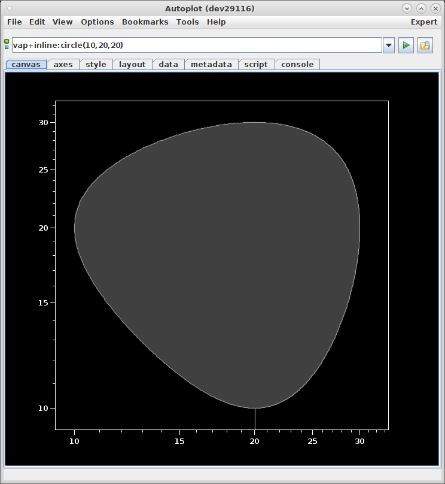 Autoplot (dev29116)
File Edit View Options Bookmarks Tools Help Expert
vap+inline:circle(10,20,20)
canvas axes style layout data metadata script console
30
25
20
15
10
10 15 20 25 30